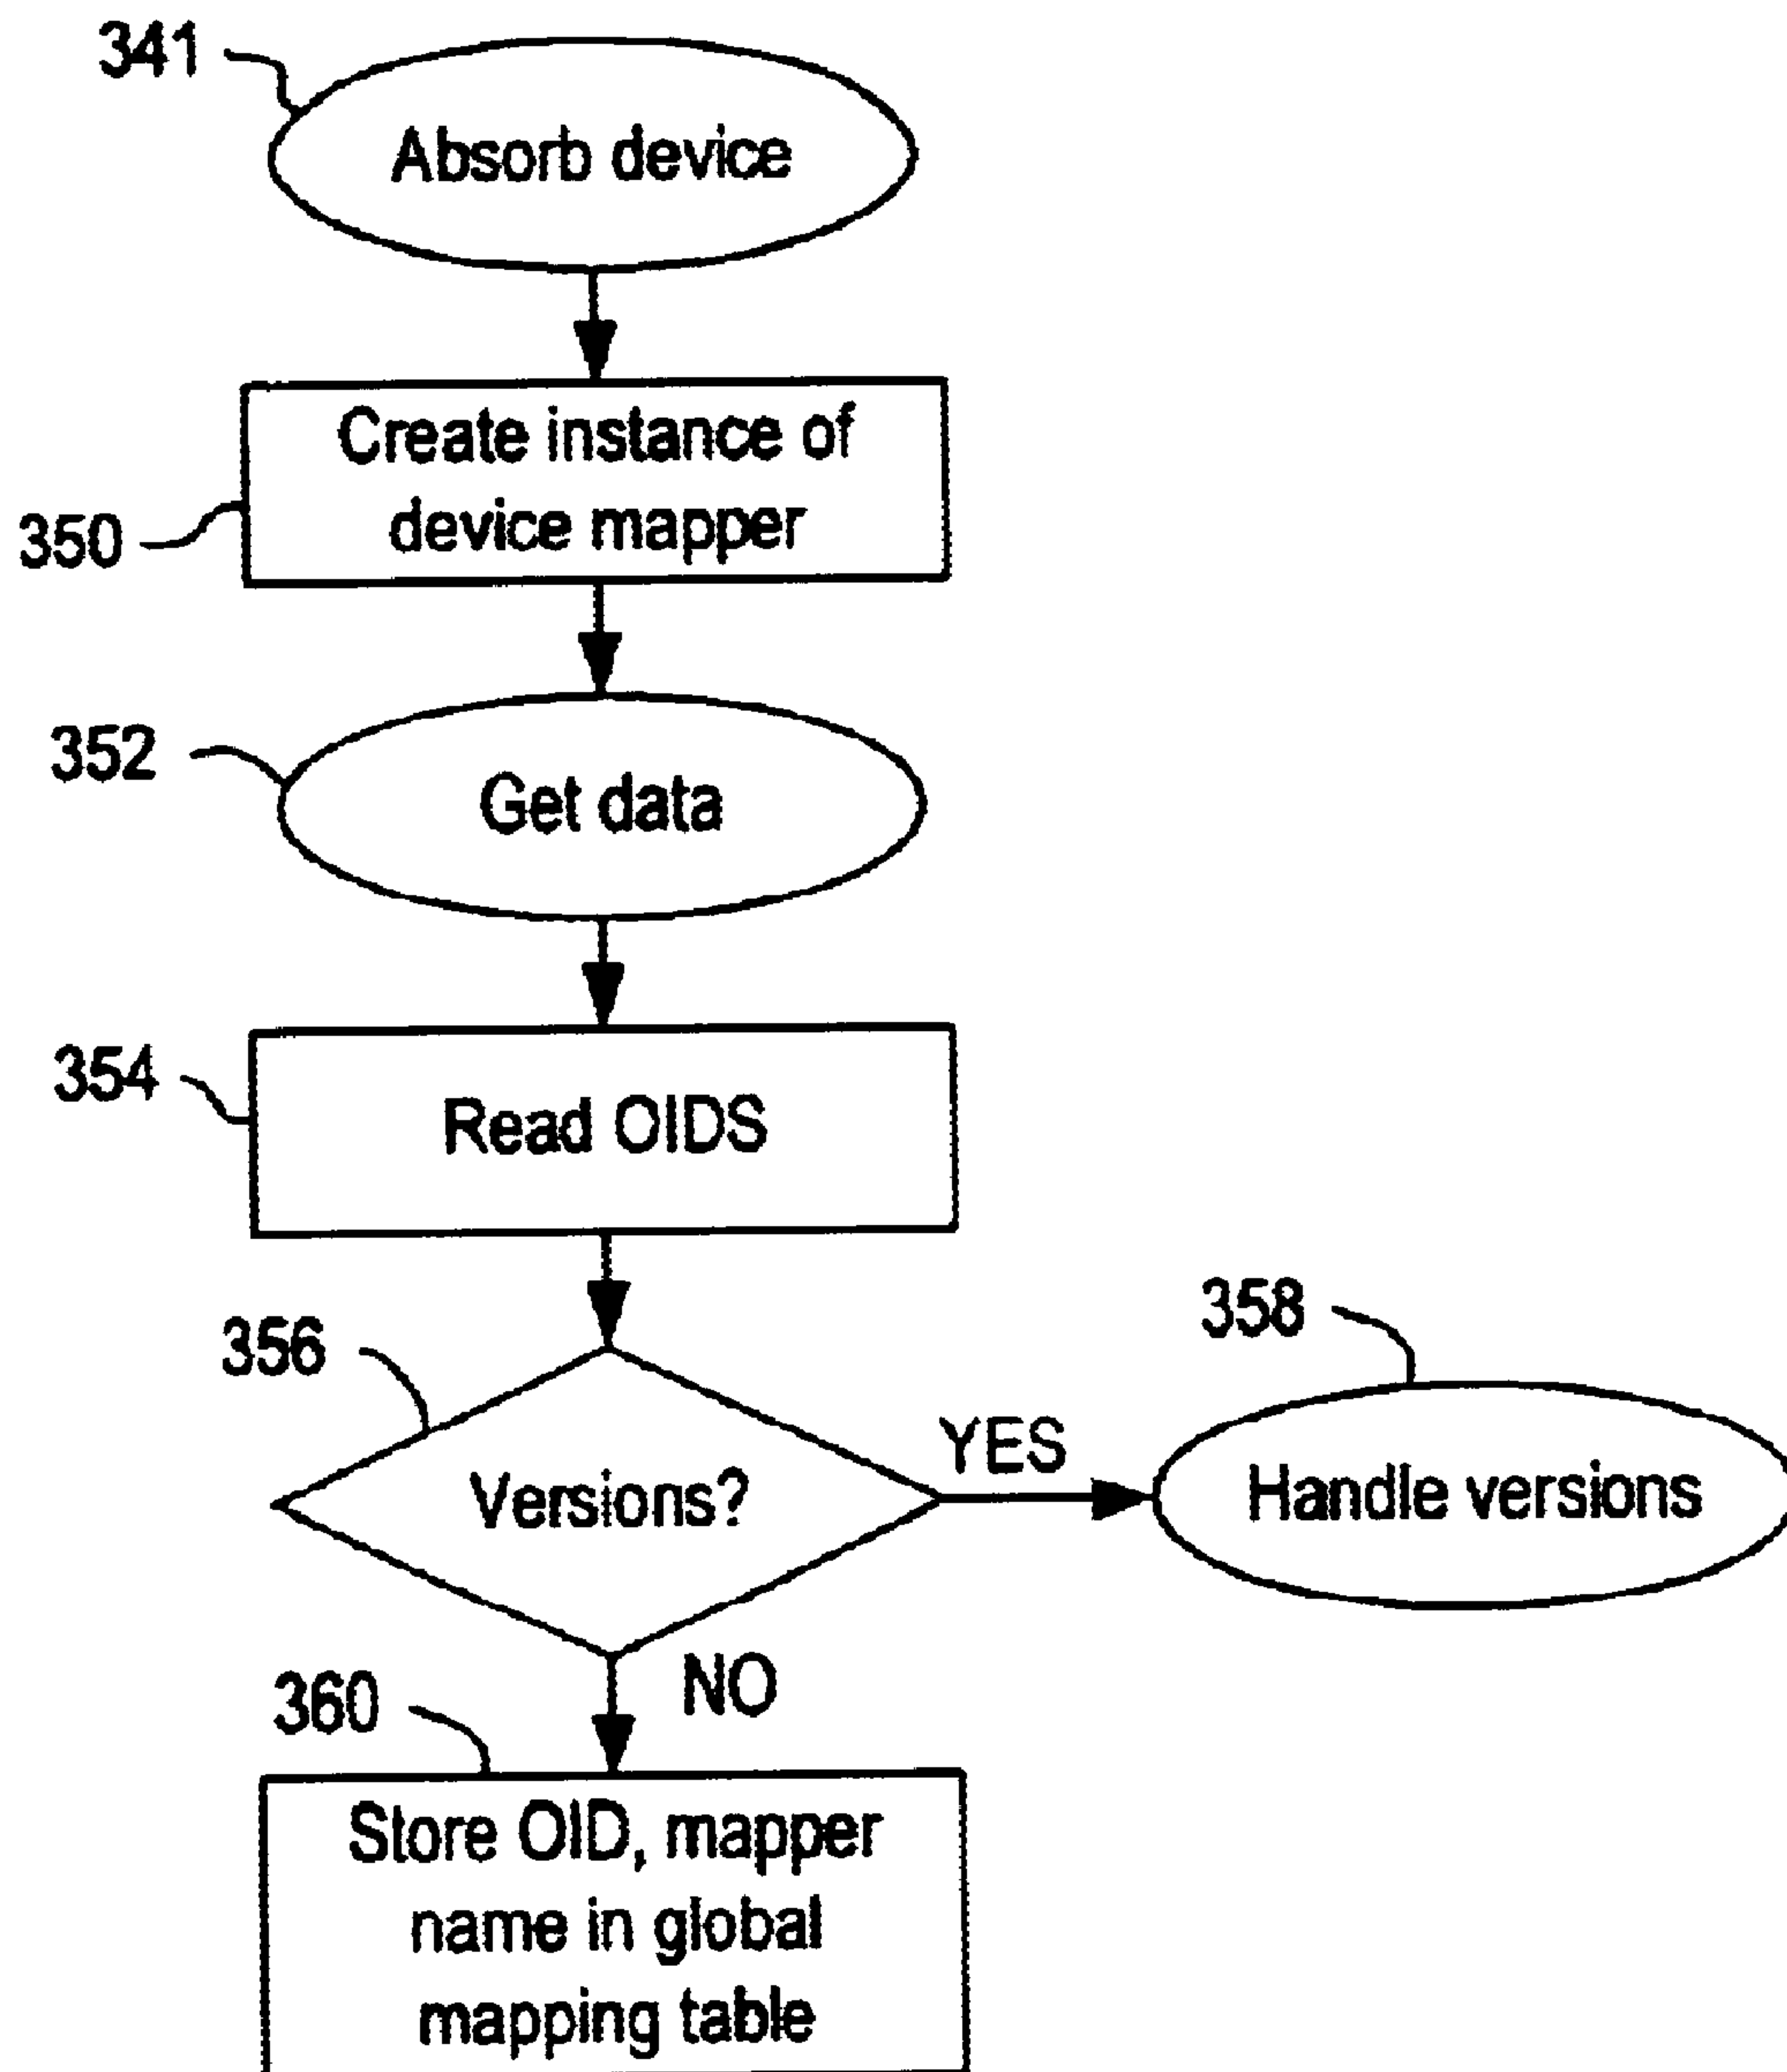 341
Absorb device
Create instance of
device mapper
350
352
Get data
354
Read OIDS
356
Versions?
YES
358
Handle versions
NO
360
Store OID, mapper
name in global
mapping table